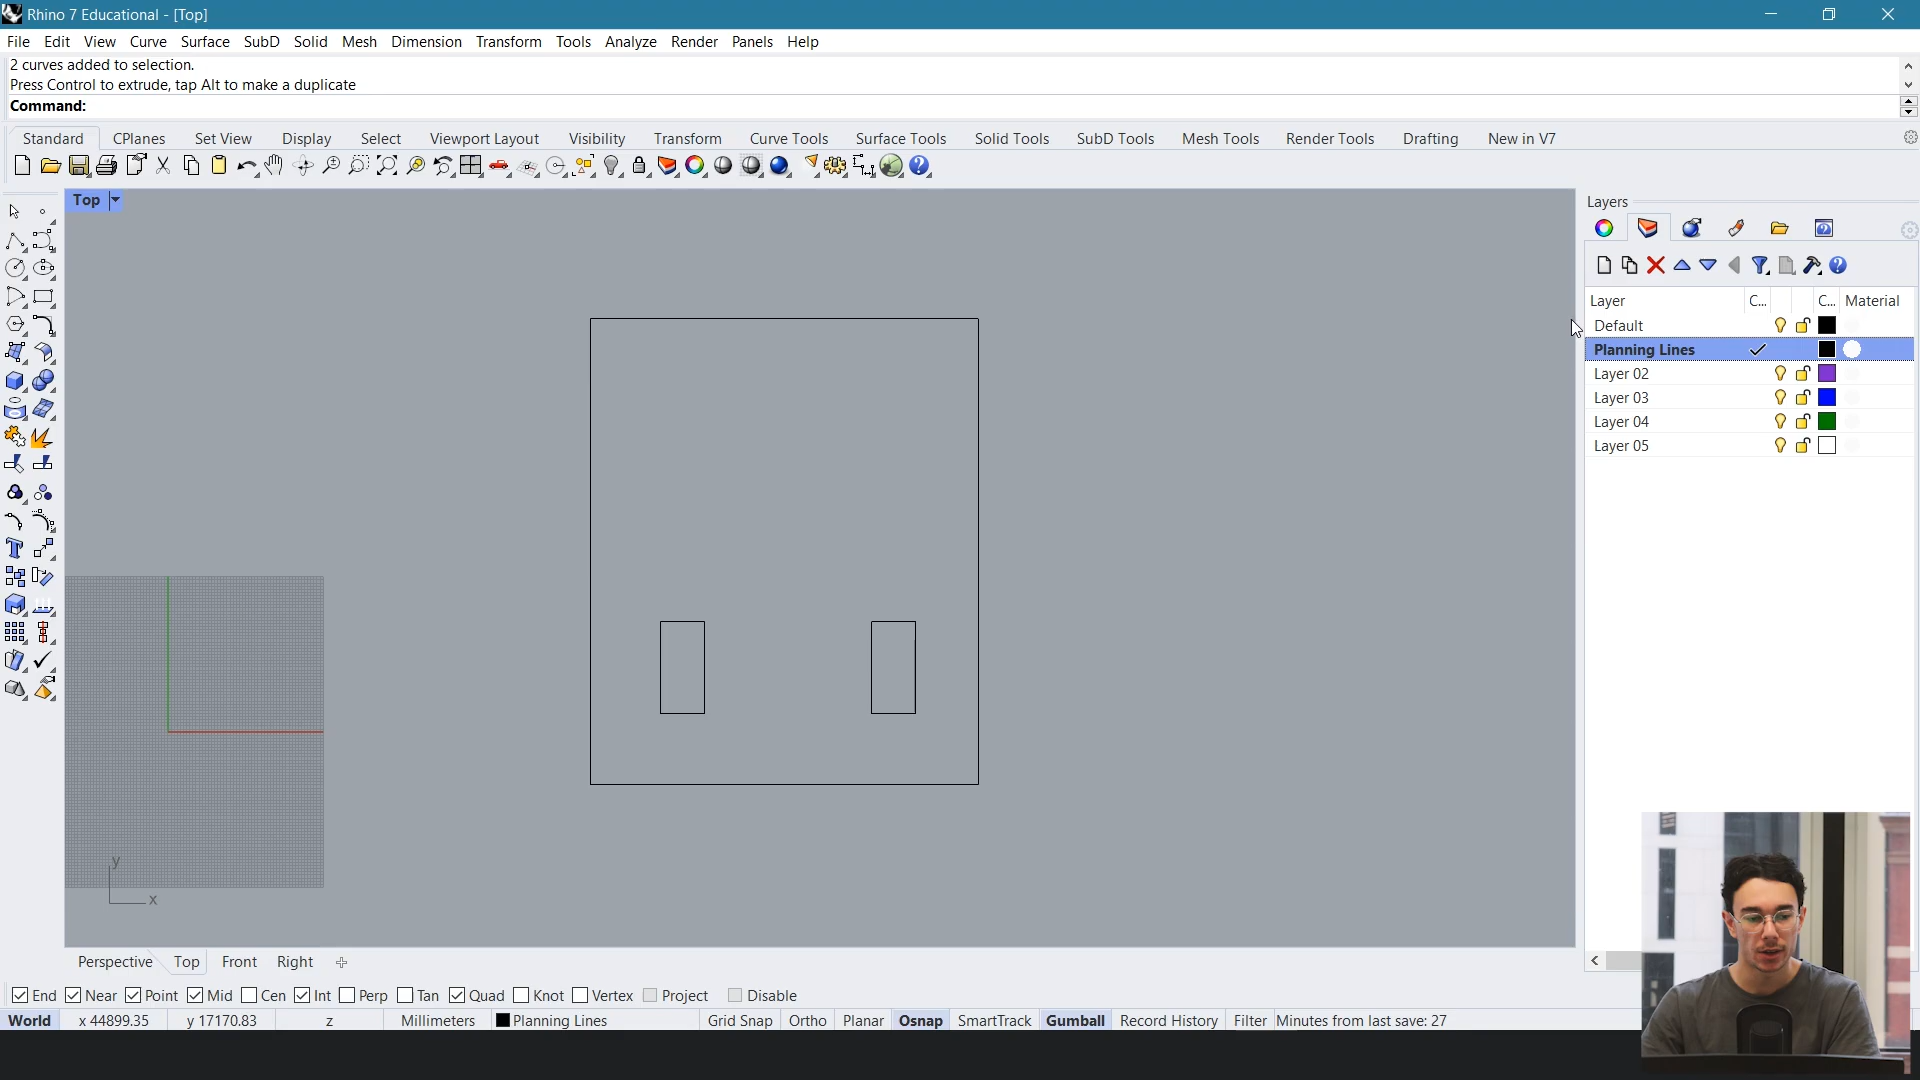 Rhino 7 Educational - [Top]
File Edit View Curve Surface SubD Solid Mesh Dimension Transform Tools Analyze Render Panels Help
2 curves added to selection.
Press Control to extrude, tap Alt to make a duplicate
Command:
Standard CPlanes Set View Display Select Viewport Layout Visibility Transform Curve Tools Surface Tools Solid Tools SubD Tools Mesh Tools Render Tools Drafting New in V7
Top
Layers
Layer C... C... Material
Default
Planning Lines
Layer 02
Layer 03
Layer 04
Layer 05
y
x
Perspective Top Front Right
End Near Point Mid Cen Int Perp Tan Quad Knot Vertex Project Disable
World x 44899.35 y 17170.83 z Millimeters Planning Lines Grid Snap Ortho Planar Osnap SmartTrack Gumball Record History Filter Minutes from last save: 27